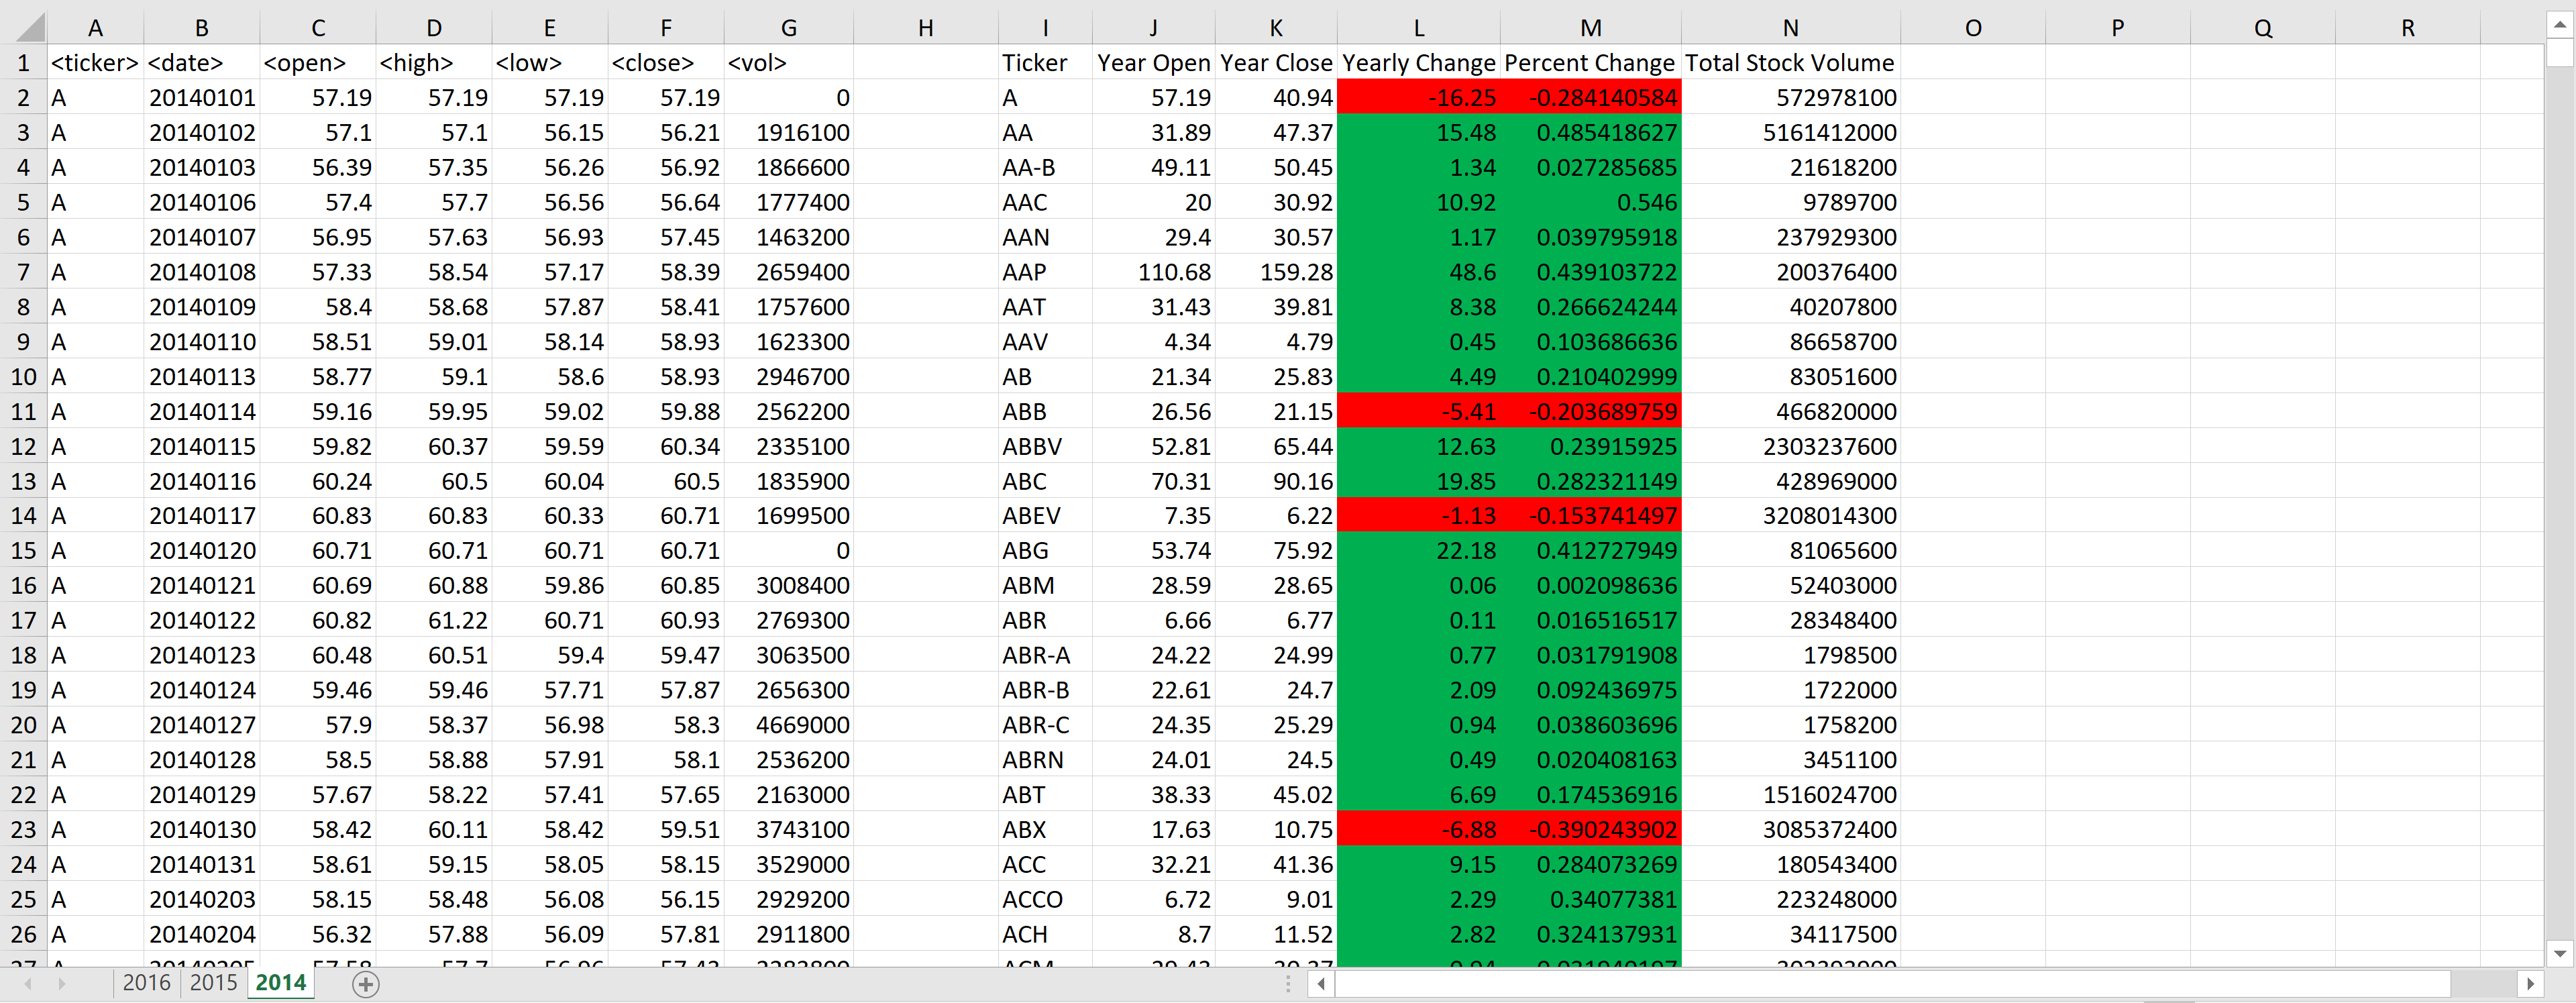 A B C D E F G H I J K L M N O P Q R
1 <ticker> <date> <open> <high> <low> <close> <vol> Ticker Year Open Year Close Yearly Change Percent Change Total Stock Volume
2 A 20140101 57.19 57.19 57.19 57.19 0 A 57.19 40.94 -16.25 -0.284140584 572978100
3 A 20140102 57.1 57.1 56.15 56.21 1916100 AA 31.89 47.37 15.48 0.485418627 5161412000
4 A 20140103 56.39 57.35 56.26 56.92 1866600 AA-B 49.11 50.45 1.34 0.027285685 21618200
5 A 20140106 57.4 57.7 56.56 56.64 1777400 AAC 20 30.92 10.92 0.546 9789700
6 A 20140107 56.95 57.63 56.93 57.45 1463200 AAN 29.4 30.57 1.17 0.039795918 237929300
7 A 20140108 57.33 58.54 57.17 58.39 2659400 AAP 110.68 159.28 48.6 0.439103722 200376400
8 A 20140109 58.4 58.68 57.87 58.41 1757600 AAT 31.43 39.81 8.38 0.266624244 40207800
9 A 20140110 58.51 59.01 58.14 58.93 1623300 AAV 4.34 4.79 0.45 0.103686636 86658700
10 A 20140113 58.77 59.1 58.6 58.93 2946700 AB 21.34 25.83 4.49 0.210402999 83051600
11 A 20140114 59.16 59.95 59.02 59.88 2562200 ABB 26.56 21.15 -5.41 -0.203689759 466820000
12 A 20140115 59.82 60.37 59.59 60.34 2335100 ABBV 52.81 65.44 12.63 0.23915925 2303237600
13 A 20140116 60.24 60.5 60.04 60.5 1835900 ABC 70.31 90.16 19.85 0.282321149 428969000
14 A 20140117 60.83 60.83 60.33 60.71 1699500 ABEV 7.35 6.22 -1.13 -0.153741497 3208014300
15 A 20140120 60.71 60.71 60.71 60.71 0 ABG 53.74 75.92 22.18 0.412727949 81065600
16 A 20140121 60.69 60.88 59.86 60.85 3008400 ABM 28.59 28.65 0.06 0.002098636 52403000
17 A 20140122 60.82 61.22 60.71 60.93 2769300 ABR 6.66 6.77 0.11 0.016516517 28348400
18 A 20140123 60.48 60.51 59.4 59.47 3063500 ABR-A 24.22 24.99 0.77 0.031791908 1798500
19 A 20140124 59.46 59.46 57.71 57.87 2656300 ABR-B 22.61 24.7 2.09 0.092436975 1722000
20 A 20140127 57.9 58.37 56.98 58.3 4669000 ABR-C 24.35 25.29 0.94 0.038603696 1758200
21 A 20140128 58.5 58.88 57.91 58.1 2536200 ABRN 24.01 24.5 0.49 0.020408163 3451100
22 A 20140129 57.67 58.22 57.41 57.65 2163000 ABT 38.33 45.02 6.69 0.174536916 1516024700
23 A 20140130 58.42 60.11 58.42 59.51 3743100 ABX 17.63 10.75 -6.88 -0.390243902 3085372400
24 A 20140131 58.61 59.15 58.05 58.15 3529000 ACC 32.21 41.36 9.15 0.284073269 180543400
25 A 20140203 58.15 58.48 56.08 56.15 2929200 ACCO 6.72 9.01 2.29 0.34077381 223248000
26 A 20140204 56.32 57.88 56.09 57.81 2911800 ACH 8.7 11.52 2.82 0.324137931 34117500
2016 2015 2014